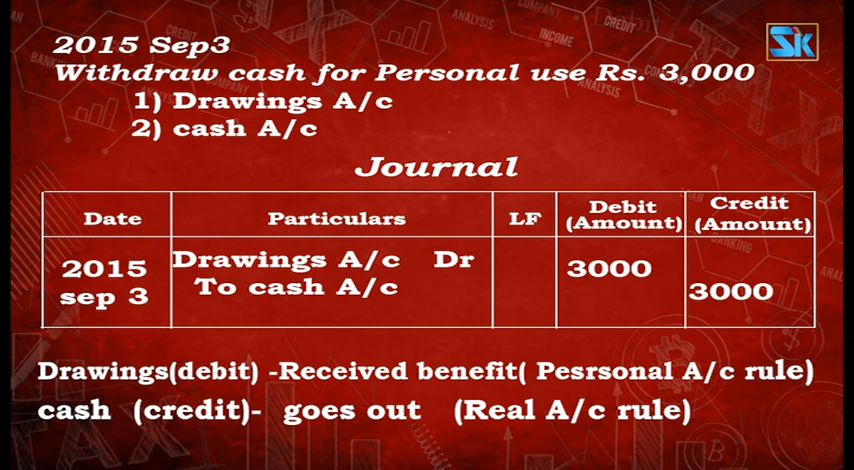 2015 Sep3
Withdraw cash for Personal use Rs. 3,000
1) Drawings A/c
2) cash A/c
Journal
Date Particulars LF Debit (Amount) Credit (Amount)
2015 sep 3 Drawings A/c Dr 3000
To cash A/c 3000
Drawings(debit) -Received benefit( Pesrsonal A/c rule)
cash (credit)- goes out (Real A/c rule)